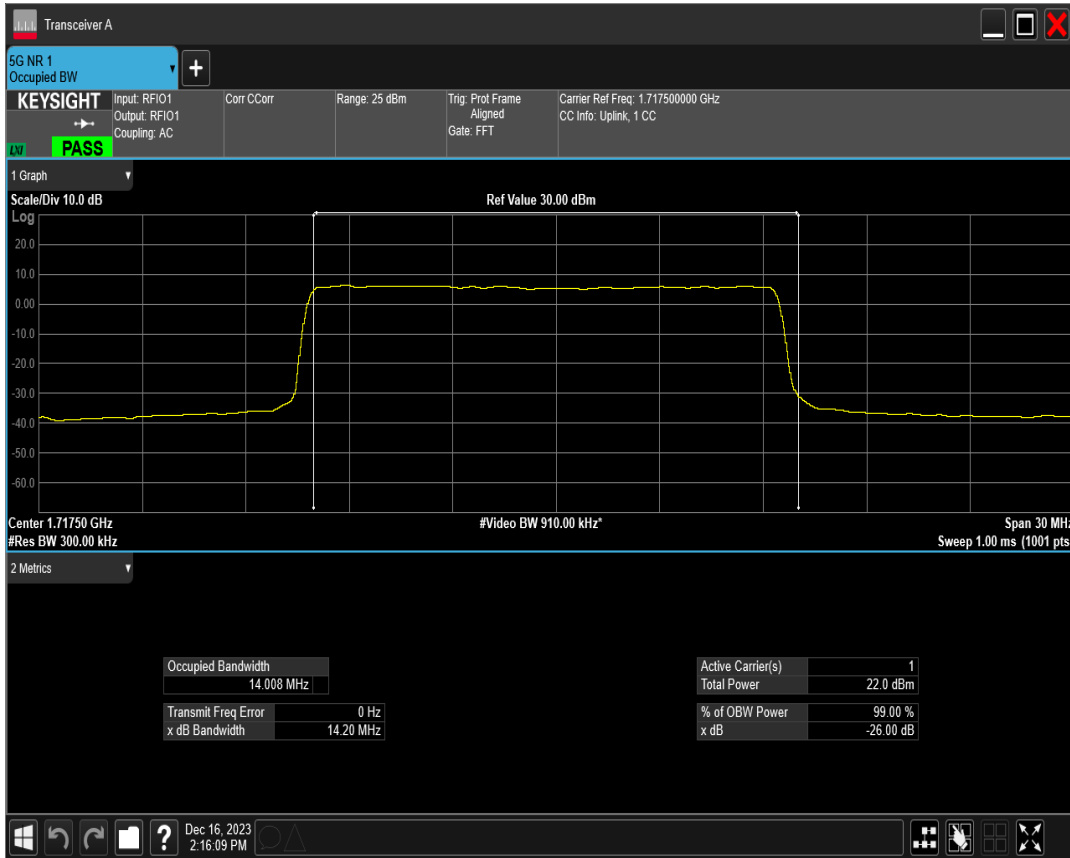 Transceiver A
5G NR 1
Occupied BW
+
KEYSIGHT
LXI
PASS
Input: RFIO1
Output: RFIO1
Coupling: AC
Corr CCorr
Range: 25 dBm
Trig: Prot Frame
Aligned
Gate: FFT
Carrier Ref Freq: 1.717500000 GHz
CC Info: Uplink, 1 CC
1 Graph
Scale/Div 10.0 dB
Ref Value 30.00 dBm
Log
20.0
10.0
0.00
-10.0
-20.0
-30.0
-40.0
-50.0
-60.0
Center 1.71750 GHz
#Video BW 910.00 kHz*
Span 30 MHz
#Res BW 300.00 kHz
Sweep 1.00 ms (1001 pts
2 Metrics
Occupied Bandwidth
14.008 MHz
Transmit Freq Error 0 Hz
x dB Bandwidth 14.20 MHz
Active Carrier(s) 1
Total Power 22.0 dBm
% of OBW Power 99.00 %
x dB -26.00 dB
?
Dec 16, 2023
2:16:09 PM